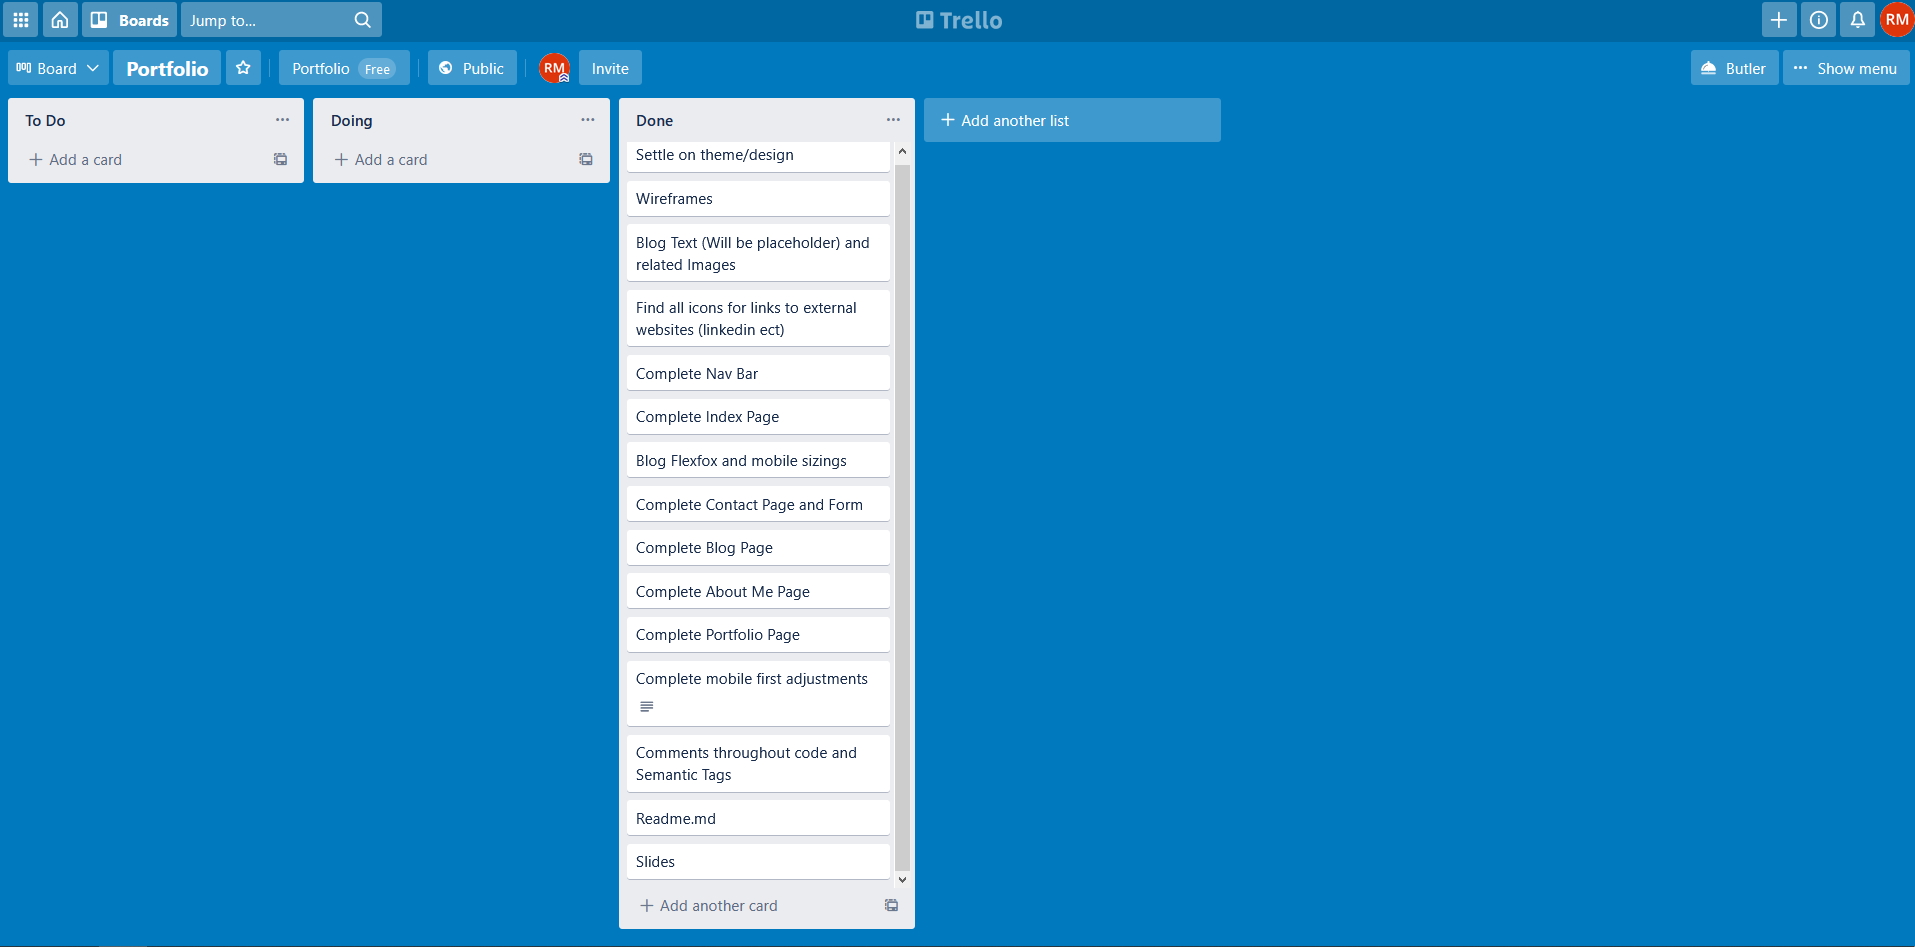 Boards
Jump to...
Trello
RM
Board
Portfolio
Portfolio Free
Public
RM
Invite
Butler
Show menu
To Do
Add a card
Doing
Add a card
Done
Settle on theme/design
Wireframes
Blog Text (Will be placeholder) and
related Images
Find all icons for links to external
websites (linkedin ect)
Complete Nav Bar
Complete Index Page
Blog Flexfox and mobile sizings
Complete Contact Page and Form
Complete Blog Page
Complete About Me Page
Complete Portfolio Page
Complete mobile first adjustments
Comments throughout code and
Semantic Tags
Readme.md
Slides
Add another card
Add another list